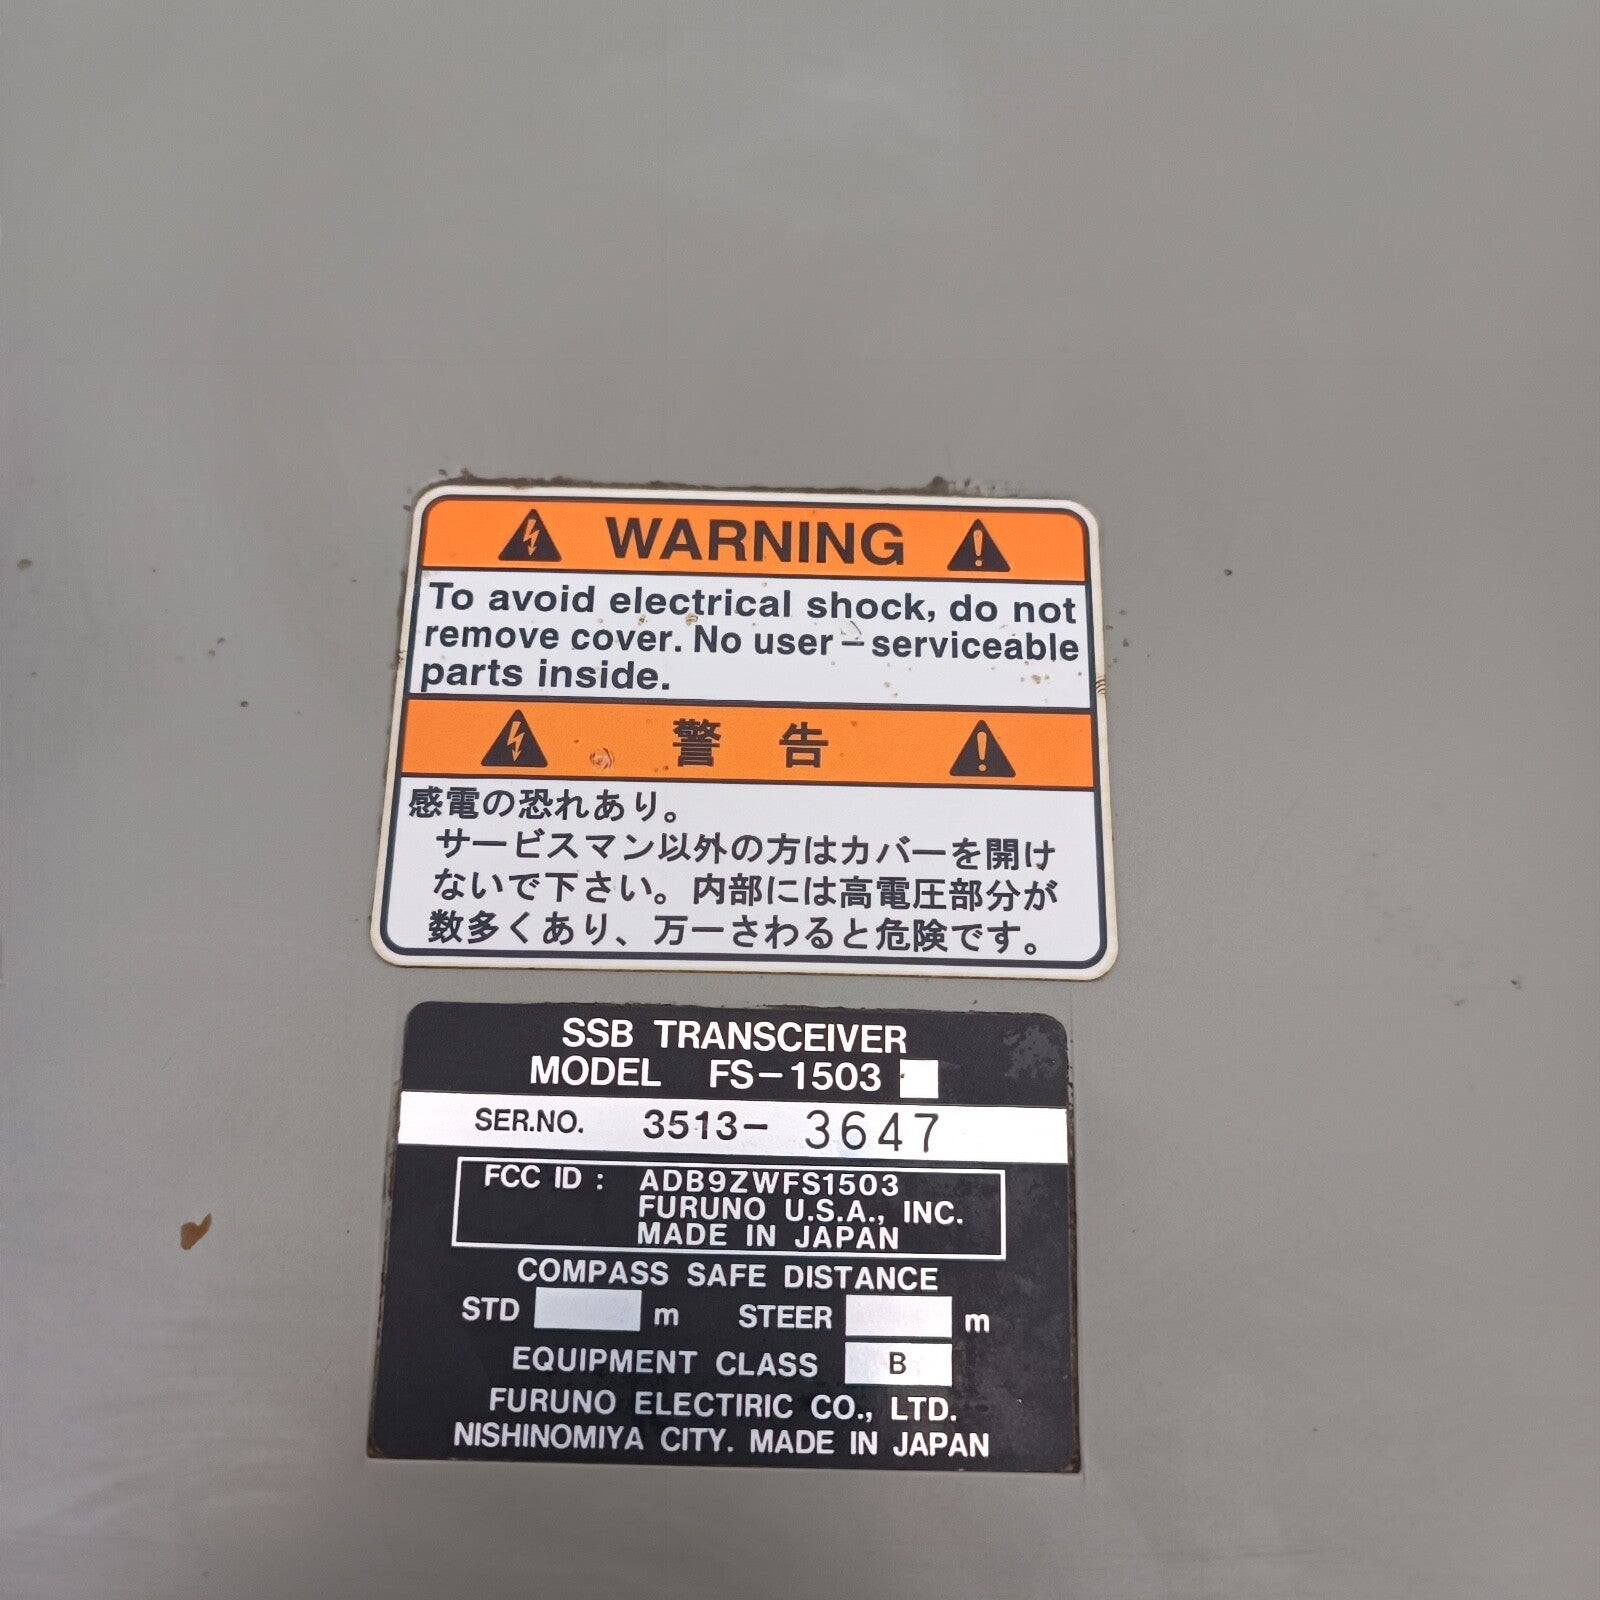 WARNING
To avoid electrical shock, do not
remove cover. No user-serviceable
parts inside.
警告
感電の恐れあり。
サービスマン以外の方はカバーを開け
ないで下さい。内部には高電圧部分が
数多くあり、万一さわると危険です。
SSB TRANSCEIVER
MODEL FS-1503
SER.NO. 3513-3647
FCC ID : ADB9ZWFS1503
FURUNO U.S.A., INC.
MADE IN JAPAN
COMPASS SAFE DISTANCE
STD m STEER m
EQUIPMENT CLASS B
FURUNO ELECTIRIC CO., LTD.
NISHINOMIYA CITY. MADE IN JAPAN